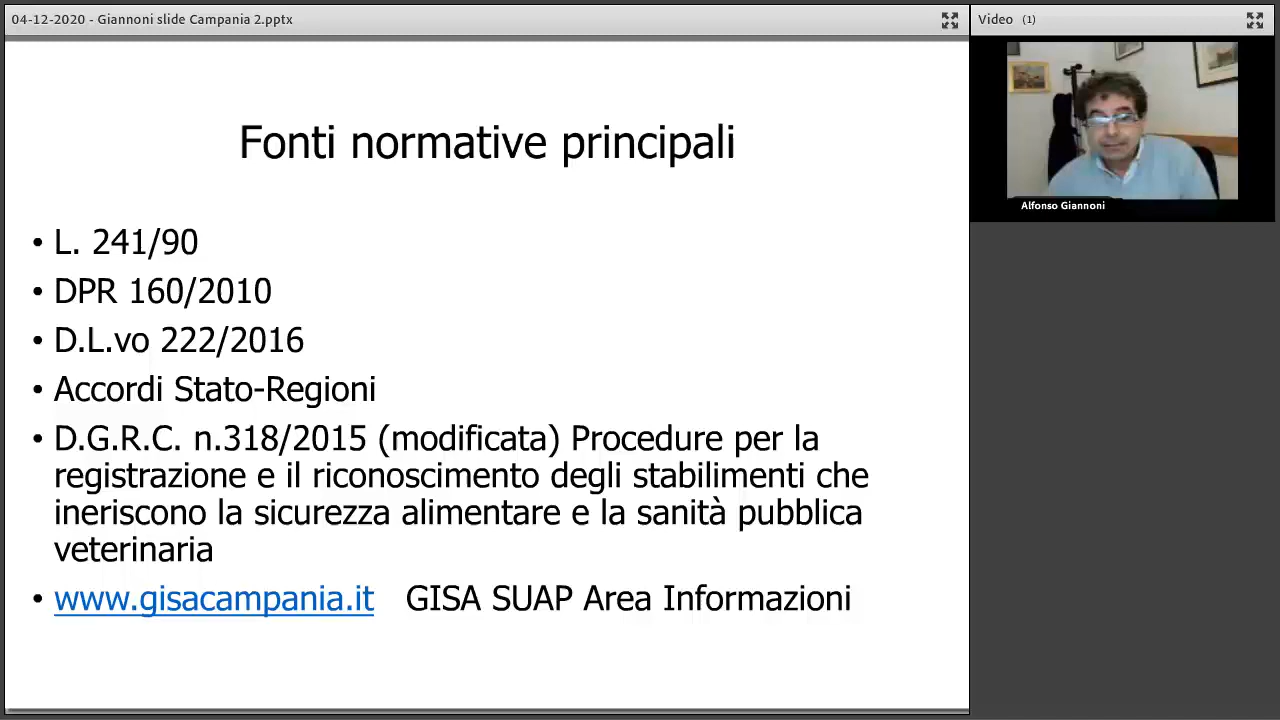 04-12-2020 - Giannoni slide Campania 2.pptx
Video (1)
Fonti normative principali
• L. 241/90
• DPR 160/2010
• D.L.vo 222/2016
• Accordi Stato-Regioni
• D.G.R.C. n.318/2015 (modificata) Procedure per la
registrazione e il riconoscimento degli stabilimenti che
ineriscono la sicurezza alimentare e la sanità pubblica
veterinaria
• www.gisacampania.it GISA SUAP Area Informazioni
Alfonso Giannoni